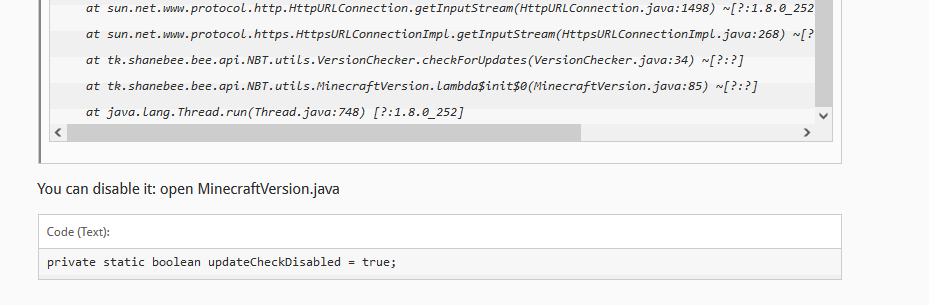 at sun.net.www.protocol.http.HttpURLConnection.getInputStream(HttpURLConnection.java:1498) ~[?:1.8.0_252
at sun.net.www.protocol.https.HttpsURLConnectionImpl.getInputStream(HttpsURLConnectionImpl.java:268) ~[?
at tk.shanebee.bee.api.NBT.utils.VersionChecker.checkForUpdates(VersionChecker.java:34) ~[?:?]
at tk.shanebee.bee.api.NBT.utils.MinecraftVersion.lambda$init$0(MinecraftVersion.java:85) ~[?:?]
at java.lang.Thread.run(Thread.java:748) [?:1.8.0_252]
You can disable it: open MinecraftVersion.java
Code (Text):
private static boolean updateCheckDisabled = true;